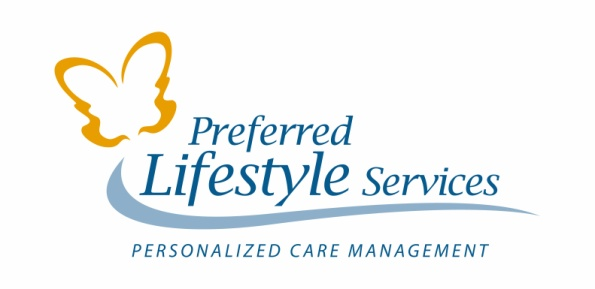 Preferred
Lifestyle Services
PERSONALIZED CARE MANAGEMENT